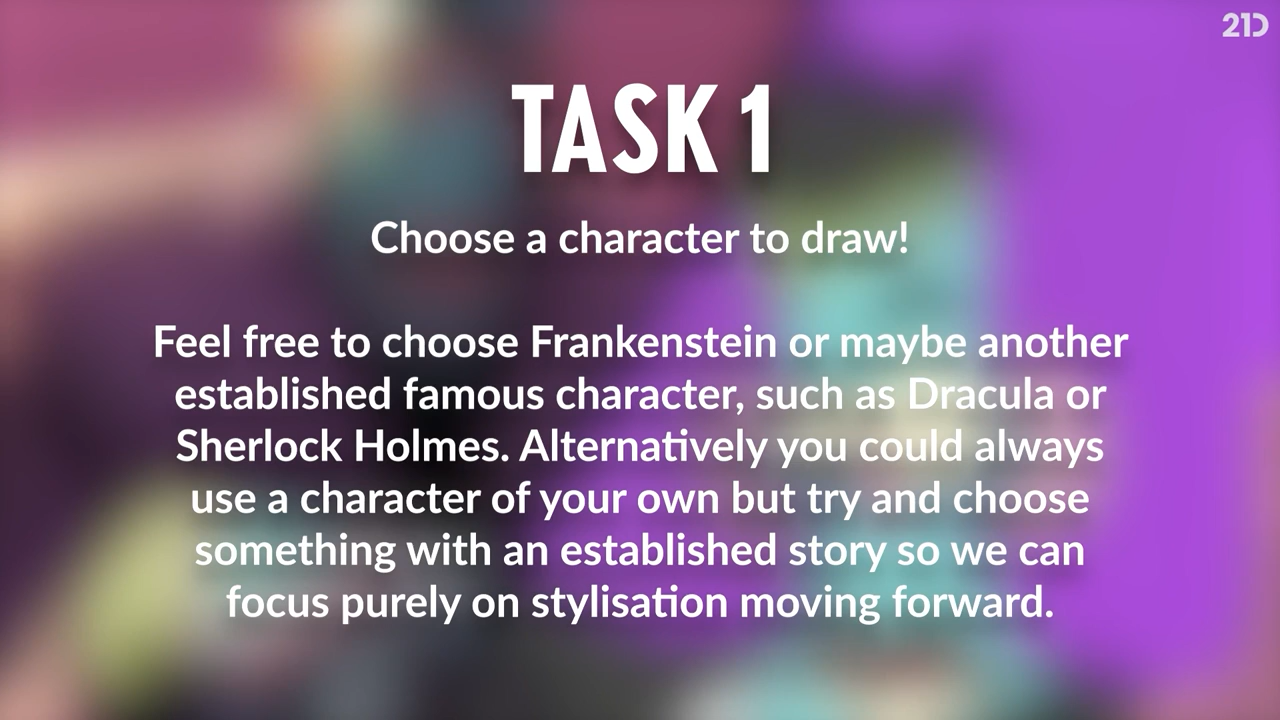 21D
TASK 1
Choose a character to draw!
Feel free to choose Frankenstein or maybe another
established famous character, such as Dracula or
Sherlock Holmes. Alternatively you could always
use a character of your own but try and choose
something with an established story so we can
focus purely on stylisation moving forward.